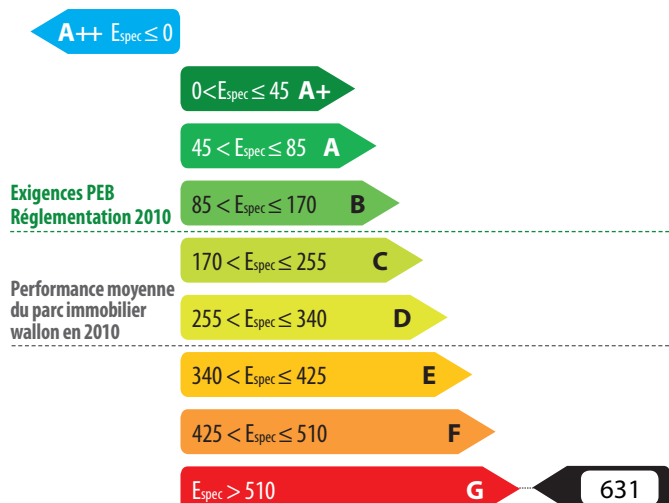 A++ Espec ≤ 0
0<Espec ≤ 45 A+
45 < Espec ≤ 85 A
Exigences PEB
Réglementation 2010
85 < Espec ≤ 170 B
170 < Espec ≤ 255 C
Performance moyenne
du parc immobilier
wallon en 2010
255 < Espec ≤ 340 D
340 < Espec ≤ 425 E
425 < Espec ≤ 510 F
Espec > 510 G 631